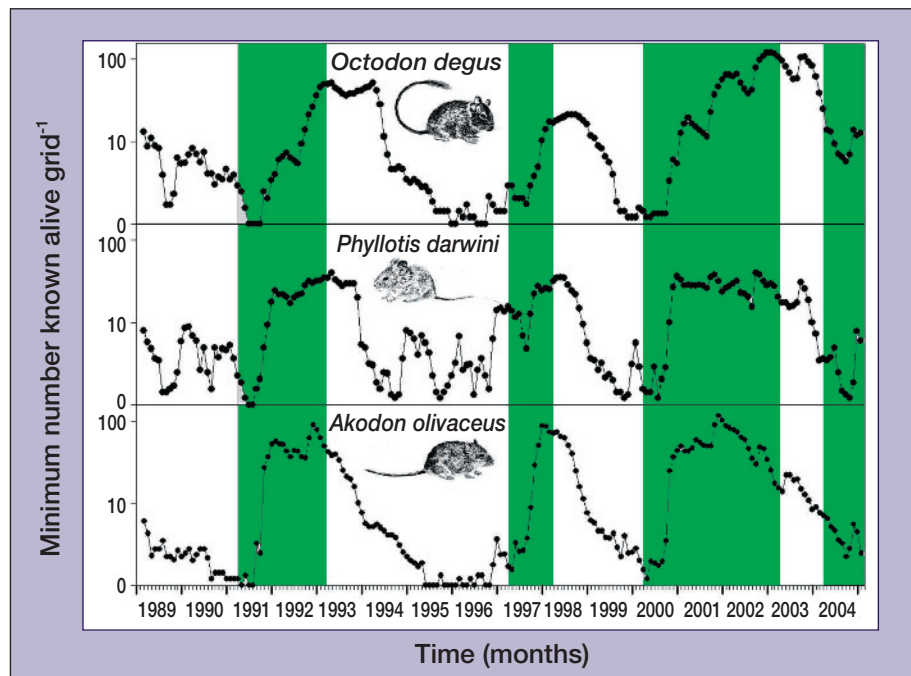 Minimum number known alive grid-1
100
10
0
Octodon degus
100
10
0
Phyllotis darwini
100
10
0
Akodon olivaceus
1989 1990 1991 1992 1993 1994 1995 1996 1997 1998 1999 2000 2001 2002 2003 2004
Time (months)